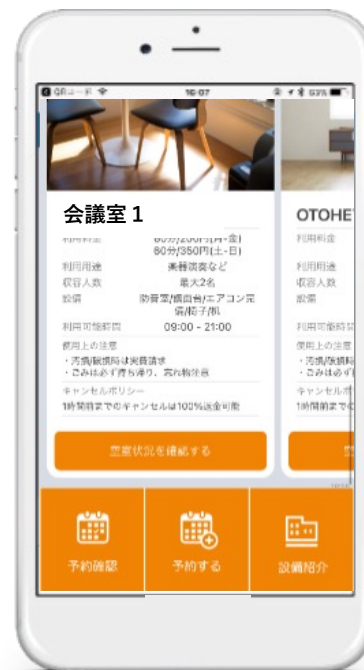 QRコード
16:07
63%
会議室1
利用料金 60分/200円(月-金)
60分/350円(土-日)
利用用途 楽器演奏など
収容人数 最大2名
設備 防音室/鏡面台/エアコン完
備/椅子/机
利用可能時間 09:00 - 21:00
使用上の注意
・汚損/破損時は実費請求
・ごみは必ず持ち帰り、忘れ物注意
キャンセルポリシー
1時間前までのキャンセルは100%返金可能
空室状況を確認する
OTOHE
利用料金
利用用途
収容人数
設備
利用可能時間
使用上の注意
・汚損/破損時
・ごみは必ず
キャンセルポ
1時間前までの
予約確認
予約する
設備紹介